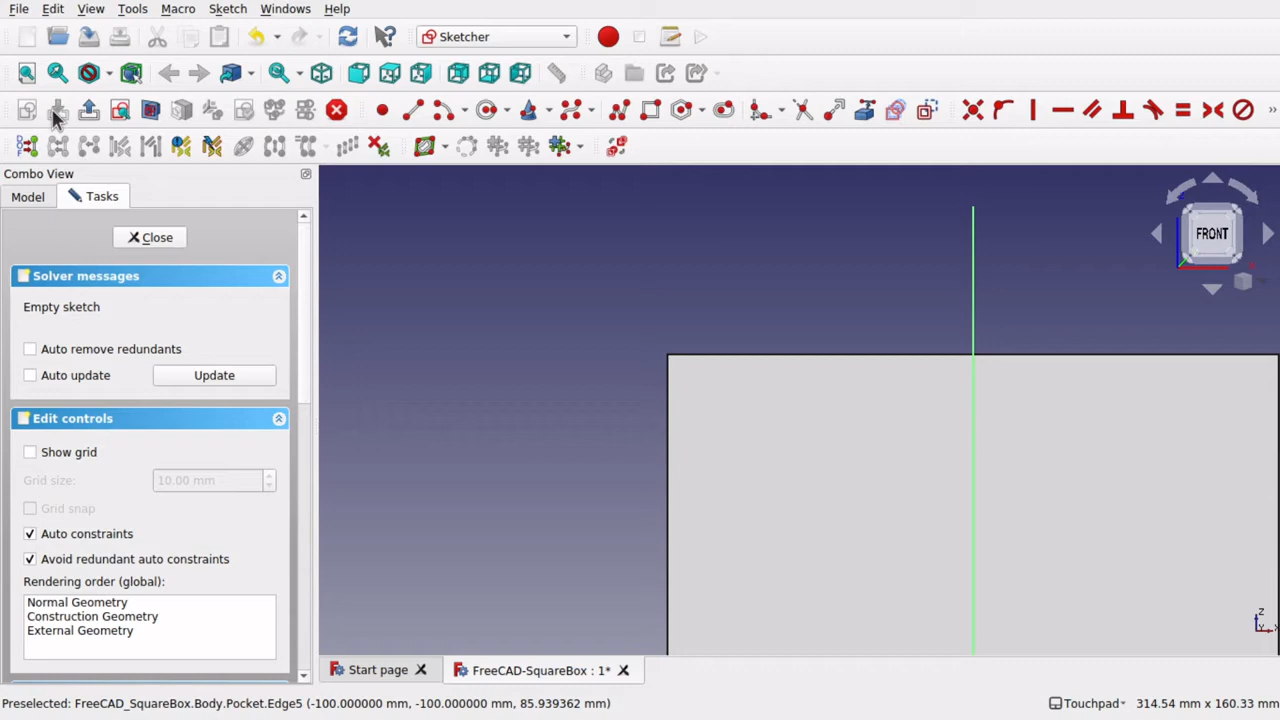 File Edit View Tools Macro Sketch Windows Help
Sketcher
Combo View
Model Tasks
Close
Solver messages
Empty sketch
Auto remove redundants
Auto update Update
Edit controls
Show grid
Grid size: 10.00 mm
Grid snap
Auto constraints
Avoid redundant auto constraints
Rendering order (global):
Normal Geometry
Construction Geometry
External Geometry
FRONT
Z
Start page FreeCAD-SquareBox : 1*
Preselected: FreeCAD_SquareBox.Body.Pocket.Edge5 (-100.000000 mm, -100.000000 mm, 85.939362 mm) Touchpad 314.54 mm x 160.33 mm